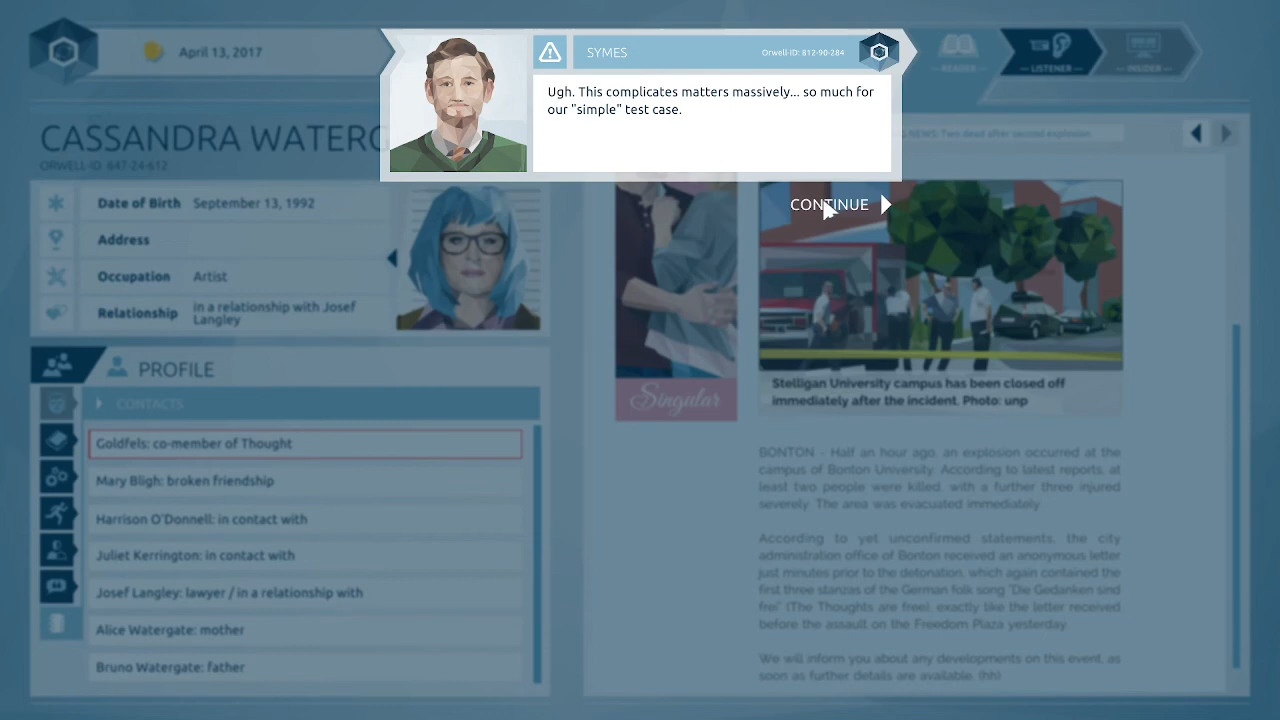 April 13, 2017
SYMES
Orwell-ID: 812-90-284
Ugh. This complicates matters massively... so much for
our "simple" test case.
CONTINUE
READER
LISTENER
INSIDER
CASSANDRA WATERG
ORWELL-ID: 647-24-612
NEWS: Two dead after second explosion
Date of Birth September 13, 1992
Address
Occupation Artist
Relationship in a relationship with Josef
Langley
PROFILE
CONTACTS
Goldfels: co-member of Thought
Mary Bligh: broken friendship
Harrison O'Donnell: in contact with
Juliet Kerrington: in contact with
Josef Langley: lawyer / in a relationship with
Alice Watergate: mother
Bruno Watergate: father
Singular
Stelligan University campus has been closed off
immediately after the incident. Photo: unp
BONTON - Half an hour ago, an explosion occurred at the
campus of Bonton University. According to latest reports, at
least two people were killed, with a further three injured
severely. The area was evacuated immediately.
According to yet unconfirmed statements, the city
administration office of Bonton received an anonymous letter
just minutes prior to the detonation, which again contained the
first three stanzas of the German folk song "Die Gedanken sind
frei" (The Thoughts are free), exactly like the letter received
before the assault on the Freedom Plaza yesterday.
We will inform you about any developments on this event, as
soon as further details are available. (hh)